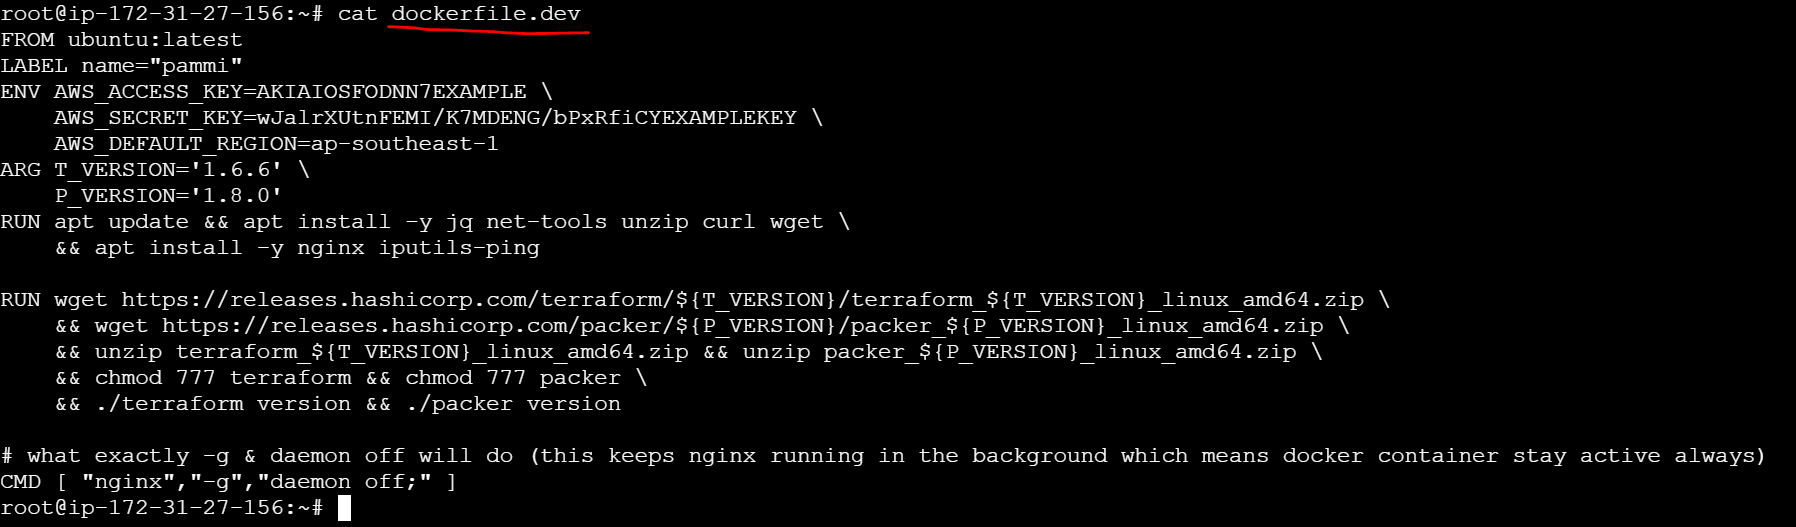 root@ip-172-31-27-156:~# cat dockerfile.dev
FROM ubuntu:latest
LABEL name="pammi"
ENV AWS_ACCESS_KEY=AKIAIOSFODNN7EXAMPLE \
    AWS_SECRET_KEY=wJalrXUtnFEMI/K7MDENG/bPxRfiCYEXAMPLEKEY \
    AWS_DEFAULT_REGION=ap-southeast-1
ARG T_VERSION='1.6.6' \
    P_VERSION='1.8.0'
RUN apt update && apt install -y jq net-tools unzip curl wget \
    && apt install -y nginx iputils-ping

RUN wget https://releases.hashicorp.com/terraform/${T_VERSION}/terraform_${T_VERSION}_linux_amd64.zip \
    && wget https://releases.hashicorp.com/packer/${P_VERSION}/packer_${P_VERSION}_linux_amd64.zip \
    && unzip terraform_${T_VERSION}_linux_amd64.zip && unzip packer_${P_VERSION}_linux_amd64.zip \
    && chmod 777 terraform && chmod 777 packer \
    && ./terraform version && ./packer version

# what exactly -g & daemon off will do (this keeps nginx running in the background which means docker container stay active always)
CMD [ "nginx","-g","daemon off;" ]
root@ip-172-31-27-156:~#